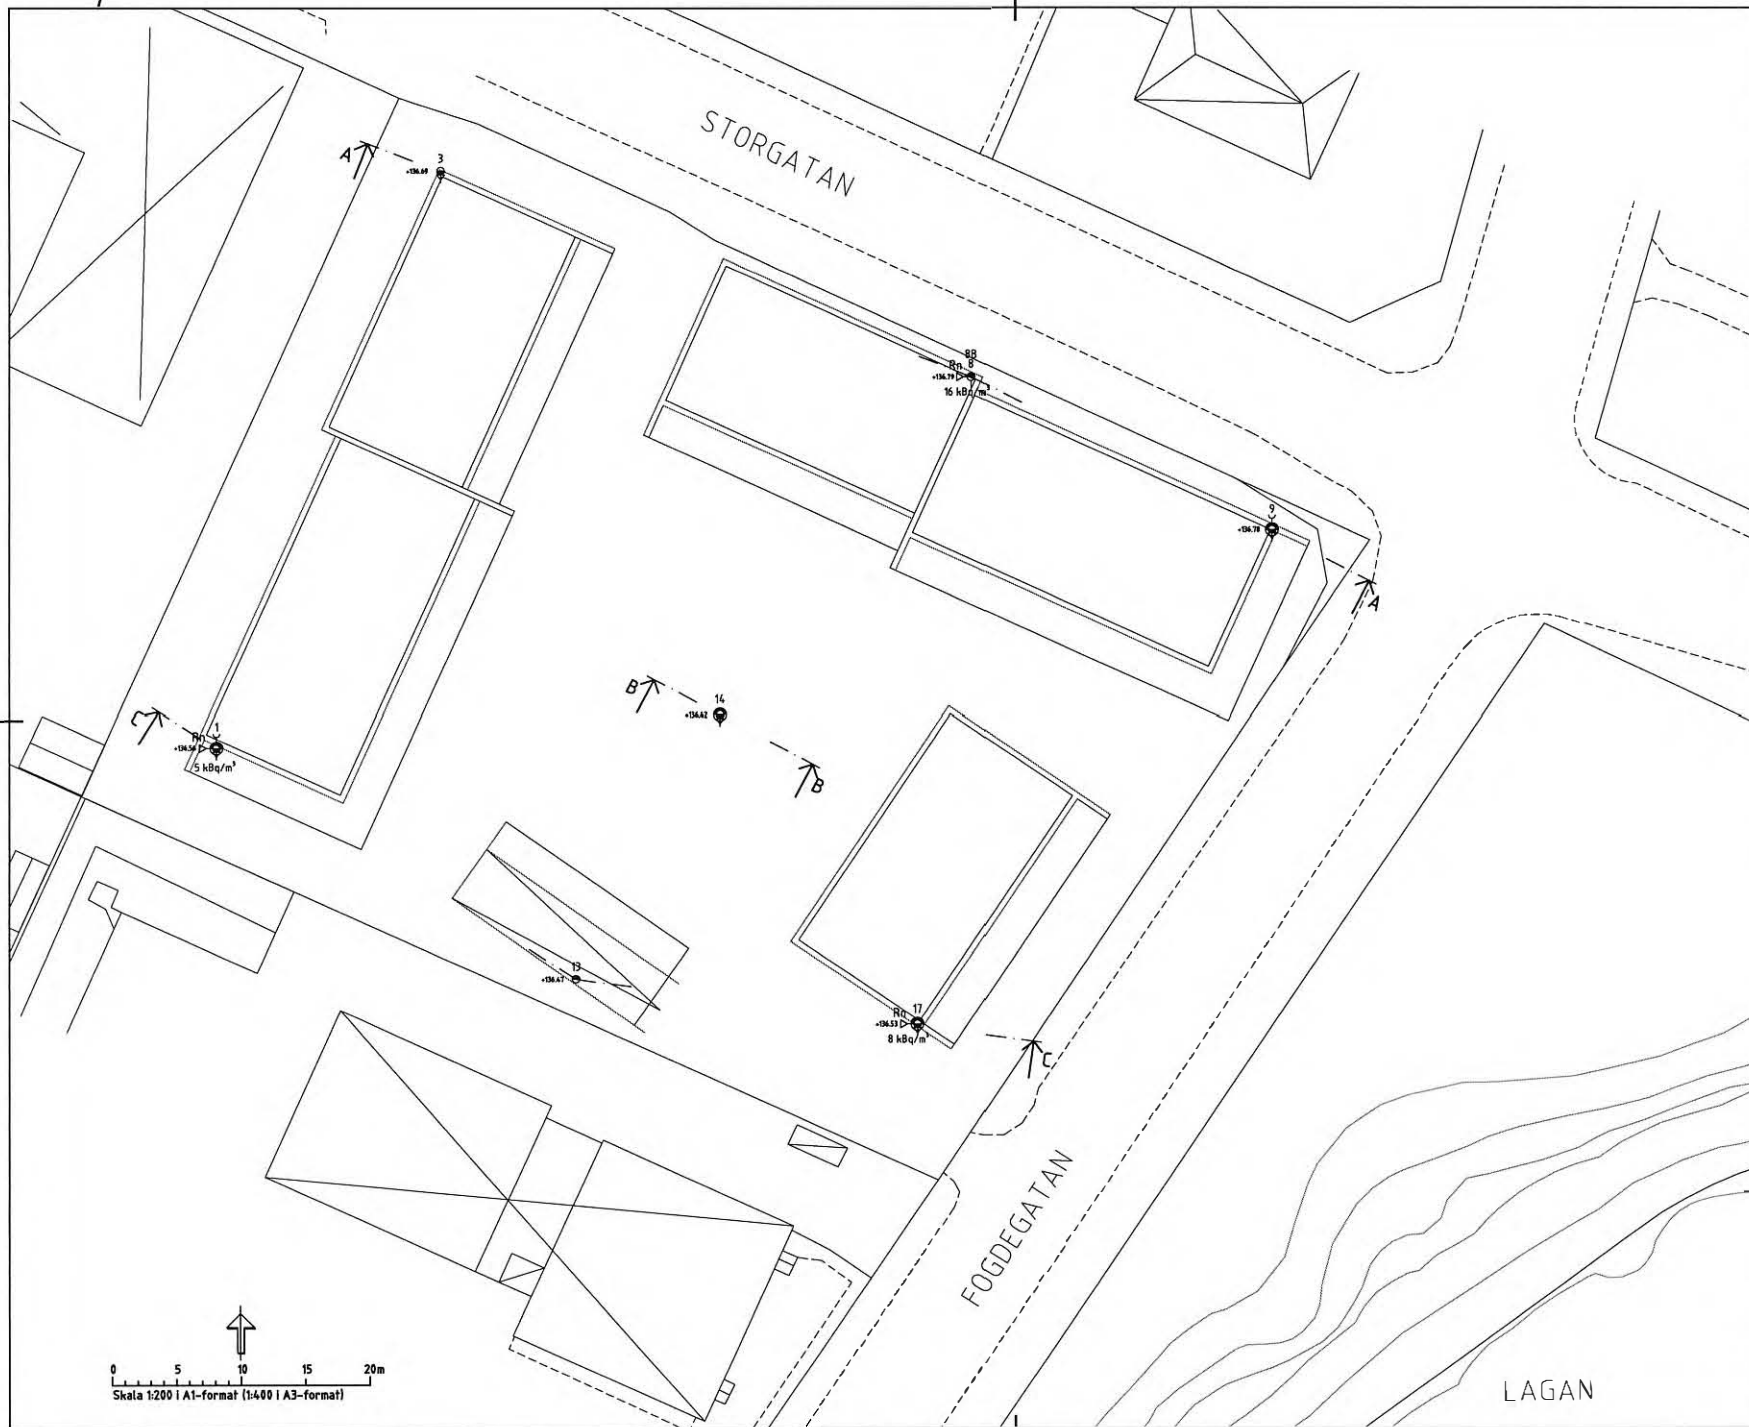 STORGATAN
A
3
+136.69
8B
Rn 8
+136.79
16 kBq/m³
9
+136.78
A
B
14
+136.62
B
C
1
Rn
+136.56
5 kBq/m³
13
+136.47
17
Rn
+136.53
8 kBq/m³
C
FOGDEGATAN
0 5 10 15 20m
Skala 1:200 i A1-format (1:400 i A3-format)
LAGAN